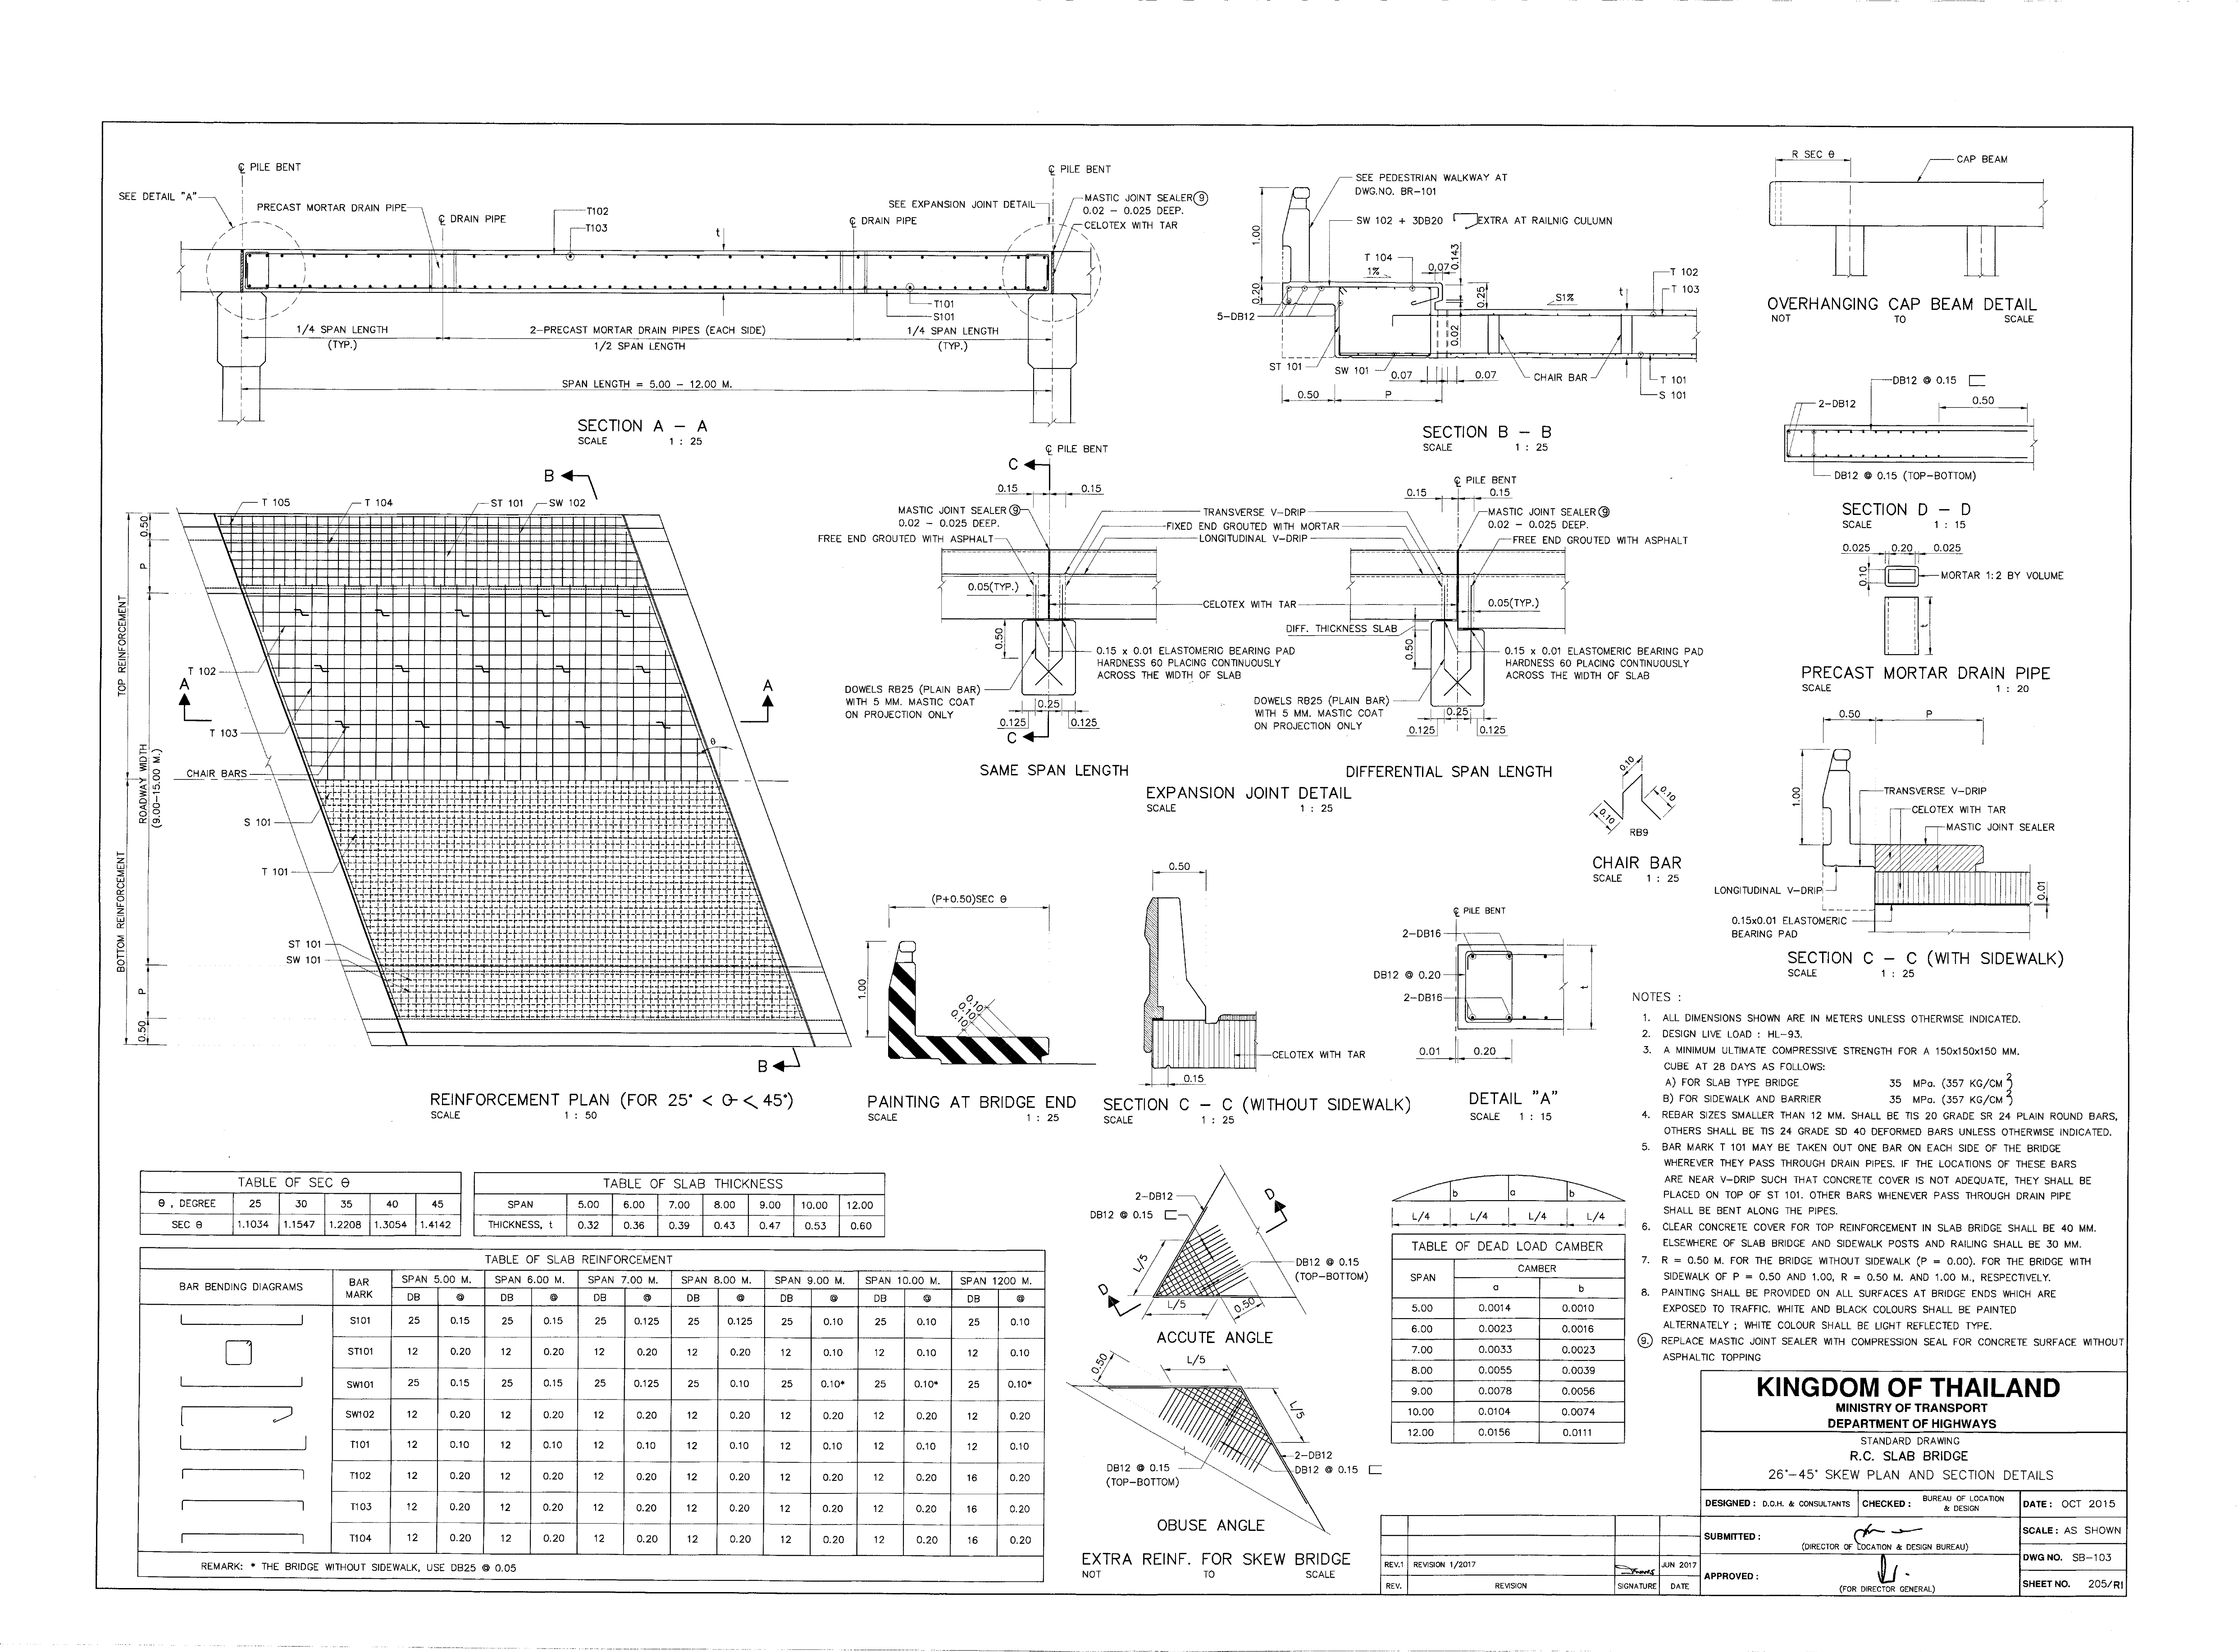 ℄ PILE BENT
℄ PILE BENT
SEE DETAIL "A"
PRECAST MORTAR DRAIN PIPE
℄ DRAIN PIPE
T102
T103
t
SEE EXPANSION JOINT DETAIL
℄ DRAIN PIPE
MASTIC JOINT SEALER ⑨
0.02 - 0.025 DEEP.
CELOTEX WITH TAR
T101
S101
1/4 SPAN LENGTH
(TYP.)
2-PRECAST MORTAR DRAIN PIPES (EACH SIDE)
1/2 SPAN LENGTH
1/4 SPAN LENGTH
(TYP.)
SPAN LENGTH = 5.00 - 12.00 M.
SECTION A - A
SCALE 1 : 25
SEE PEDESTRIAN WALKWAY AT
DWG.NO. BR-101
SW 102 + 3DB20 EXTRA AT RAILNIG CULUMN
1.00
T 104
1%
0.07
0.143
0.20
0.25
S1%
t
T 102
T 103
5-DB12
0.02
ST 101
SW 101
0.07
0.07
CHAIR BAR
T 101
S 101
0.50
P
SECTION B - B
SCALE 1 : 25
R SEC θ
CAP BEAM
OVERHANGING CAP BEAM DETAIL
NOT TO SCALE
DB12 @ 0.15
2-DB12
0.50
DB12 @ 0.15 (TOP-BOTTOM)
SECTION D - D
SCALE 1 : 15
0.025 0.20 0.025
0.10
MORTAR 1:2 BY VOLUME
t
PRECAST MORTAR DRAIN PIPE
SCALE 1 : 20
B
T 105
T 104
ST 101
SW 102
0.50
P
TOP REINFORCEMENT
T 102
A
A
T 103
θ
CHAIR BARS
ROADWAY WIDTH
(9.00-15.00 M.)
S 101
T 101
BOTTOM REINFORCEMENT
ST 101
SW 101
P
0.50
B
REINFORCEMENT PLAN (FOR 25° < θ < 45°)
SCALE 1 : 50
C
℄ PILE BENT
0.15
0.15
MASTIC JOINT SEALER ⑨
0.02 - 0.025 DEEP.
FREE END GROUTED WITH ASPHALT
TRANSVERSE V-DRIP
FIXED END GROUTED WITH MORTAR
LONGITUDINAL V-DRIP
℄ PILE BENT
0.15
0.15
MASTIC JOINT SEALER ⑨
0.02 - 0.025 DEEP.
FREE END GROUTED WITH ASPHALT
0.05(TYP.)
CELOTEX WITH TAR
0.05(TYP.)
0.50
DIFF. THICKNESS SLAB
0.50
0.15 x 0.01 ELASTOMERIC BEARING PAD
HARDNESS 60 PLACING CONTINUOUSLY
ACROSS THE WIDTH OF SLAB
0.15 x 0.01 ELASTOMERIC BEARING PAD
HARDNESS 60 PLACING CONTINUOUSLY
ACROSS THE WIDTH OF SLAB
DOWELS RB25 (PLAIN BAR)
WITH 5 MM. MASTIC COAT
ON PROJECTION ONLY
0.25
0.125
0.125
C
DOWELS RB25 (PLAIN BAR)
WITH 5 MM. MASTIC COAT
ON PROJECTION ONLY
0.25
0.125
0.125
SAME SPAN LENGTH
DIFFERENTIAL SPAN LENGTH
EXPANSION JOINT DETAIL
SCALE 1 : 25
0.10
0.10
0.10
RB9
CHAIR BAR
SCALE 1 : 25
0.50
P
1.00
TRANSVERSE V-DRIP
CELOTEX WITH TAR
MASTIC JOINT SEALER
LONGITUDINAL V-DRIP
0.01
0.15x0.01 ELASTOMERIC
BEARING PAD
SECTION C - C (WITH SIDEWALK)
SCALE 1 : 25
(P+0.50)SEC θ
1.00
0.10
0.10
0.10
PAINTING AT BRIDGE END
SCALE 1 : 25
0.50
CELOTEX WITH TAR
0.15
SECTION C - C (WITHOUT SIDEWALK)
SCALE 1 : 25
℄ PILE BENT
2-DB16
DB12 @ 0.20
2-DB16
t
0.01
0.20
DETAIL "A"
SCALE 1 : 15
NOTES :
1. ALL DIMENSIONS SHOWN ARE IN METERS UNLESS OTHERWISE INDICATED.
2. DESIGN LIVE LOAD : HL-93.
3. A MINIMUM ULTIMATE COMPRESSIVE STRENGTH FOR A 150x150x150 MM.
CUBE AT 28 DAYS AS FOLLOWS:
A) FOR SLAB TYPE BRIDGE 35 MPa. (357 KG/CM²)
B) FOR SIDEWALK AND BARRIER 35 MPa. (357 KG/CM²)
4. REBAR SIZES SMALLER THAN 12 MM. SHALL BE TIS 20 GRADE SR 24 PLAIN ROUND BARS,
OTHERS SHALL BE TIS 24 GRADE SD 40 DEFORMED BARS UNLESS OTHERWISE INDICATED.
5. BAR MARK T 101 MAY BE TAKEN OUT ONE BAR ON EACH SIDE OF THE BRIDGE
WHEREVER THEY PASS THROUGH DRAIN PIPES. IF THE LOCATIONS OF THESE BARS
ARE NEAR V-DRIP SUCH THAT CONCRETE COVER IS NOT ADEQUATE, THEY SHALL BE
PLACED ON TOP OF ST 101. OTHER BARS WHENEVER PASS THROUGH DRAIN PIPE
SHALL BE BENT ALONG THE PIPES.
6. CLEAR CONCRETE COVER FOR TOP REINFORCEMENT IN SLAB BRIDGE SHALL BE 40 MM.
ELSEWHERE OF SLAB BRIDGE AND SIDEWALK POSTS AND RAILING SHALL BE 30 MM.
7. R = 0.50 M. FOR THE BRIDGE WITHOUT SIDEWALK (P = 0.00). FOR THE BRIDGE WITH
SIDEWALK OF P = 0.50 AND 1.00, R = 0.50 M. AND 1.00 M., RESPECTIVELY.
8. PAINTING SHALL BE PROVIDED ON ALL SURFACES AT BRIDGE ENDS WHICH ARE
EXPOSED TO TRAFFIC. WHITE AND BLACK COLOURS SHALL BE PAINTED
ALTERNATELY ; WHITE COLOUR SHALL BE LIGHT REFLECTED TYPE.
⑨. REPLACE MASTIC JOINT SEALER WITH COMPRESSION SEAL FOR CONCRETE SURFACE WITHOUT
ASPHALTIC TOPPING
TABLE OF SEC θ
θ , DEGREE 25 30 35 40 45
SEC θ 1.1034 1.1547 1.2208 1.3054 1.4142
TABLE OF SLAB THICKNESS
SPAN 5.00 6.00 7.00 8.00 9.00 10.00 12.00
THICKNESS, t 0.32 0.36 0.39 0.43 0.47 0.53 0.60
TABLE OF SLAB REINFORCEMENT
BAR BENDING DIAGRAMS BAR MARK SPAN 5.00 M. SPAN 6.00 M. SPAN 7.00 M. SPAN 8.00 M. SPAN 9.00 M. SPAN 10.00 M. SPAN 1200 M.
DB @ DB @ DB @ DB @ DB @ DB @ DB @
S101 25 0.15 25 0.15 25 0.125 25 0.125 25 0.10 25 0.10 25 0.10
ST101 12 0.20 12 0.20 12 0.20 12 0.20 12 0.10 12 0.10 12 0.10
SW101 25 0.15 25 0.15 25 0.125 25 0.10 25 0.10* 25 0.10* 25 0.10*
SW102 12 0.20 12 0.20 12 0.20 12 0.20 12 0.20 12 0.20 12 0.20
T101 12 0.10 12 0.10 12 0.10 12 0.10 12 0.10 12 0.10 12 0.10
T102 12 0.20 12 0.20 12 0.20 12 0.20 12 0.20 12 0.20 16 0.20
T103 12 0.20 12 0.20 12 0.20 12 0.20 12 0.20 12 0.20 16 0.20
T104 12 0.20 12 0.20 12 0.20 12 0.20 12 0.20 12 0.20 16 0.20
REMARK: * THE BRIDGE WITHOUT SIDEWALK, USE DB25 @ 0.05
2-DB12
DB12 @ 0.15
D
L/5
DB12 @ 0.15
(TOP-BOTTOM)
D
L/5
0.50
ACCUTE ANGLE
0.50
L/5
L/5
2-DB12
DB12 @ 0.15
DB12 @ 0.15
(TOP-BOTTOM)
OBUSE ANGLE
EXTRA REINF. FOR SKEW BRIDGE
NOT TO SCALE
b a b
L/4 L/4 L/4 L/4
TABLE OF DEAD LOAD CAMBER
SPAN CAMBER
a b
5.00 0.0014 0.0010
6.00 0.0023 0.0016
7.00 0.0033 0.0023
8.00 0.0055 0.0039
9.00 0.0078 0.0056
10.00 0.0104 0.0074
12.00 0.0156 0.0111
REV.1 REVISION 1/2017 JUN 2017
REV. REVISION SIGNATURE DATE
KINGDOM OF THAILAND
MINISTRY OF TRANSPORT
DEPARTMENT OF HIGHWAYS
STANDARD DRAWING
R.C. SLAB BRIDGE
26°-45° SKEW PLAN AND SECTION DETAILS
DESIGNED : D.O.H. & CONSULTANTS
CHECKED : BUREAU OF LOCATION & DESIGN
DATE : OCT 2015
SUBMITTED :
(DIRECTOR OF LOCATION & DESIGN BUREAU)
SCALE : AS SHOWN
APPROVED :
(FOR DIRECTOR GENERAL)
DWG NO. SB-103
SHEET NO. 205/R1